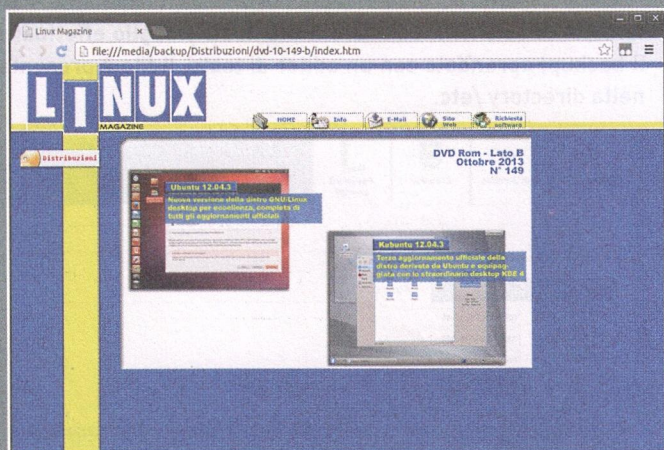 Linux Magazine
file:///media/backup/Distribuzioni/dvd-10-149-b/index.htm
LINUX
MAGAZINE
HOME
Info
E-Mail
Sito
Web
Richiesta
software
Distribuzioni
DVD Rom - Lato B
Ottobre 2013
N° 149
Ubuntu 12.04.3
Nuova versione della distro GNU/Linux
desktop per eccellenza, completa di
tutti gli aggiornamenti ufficiali
Kubuntu 12.04.3
Terzo aggiornamento ufficiale della
distro derivata da Ubuntu e equipag
giata con lo straordinario desktop KDE 4
nella directory /etc